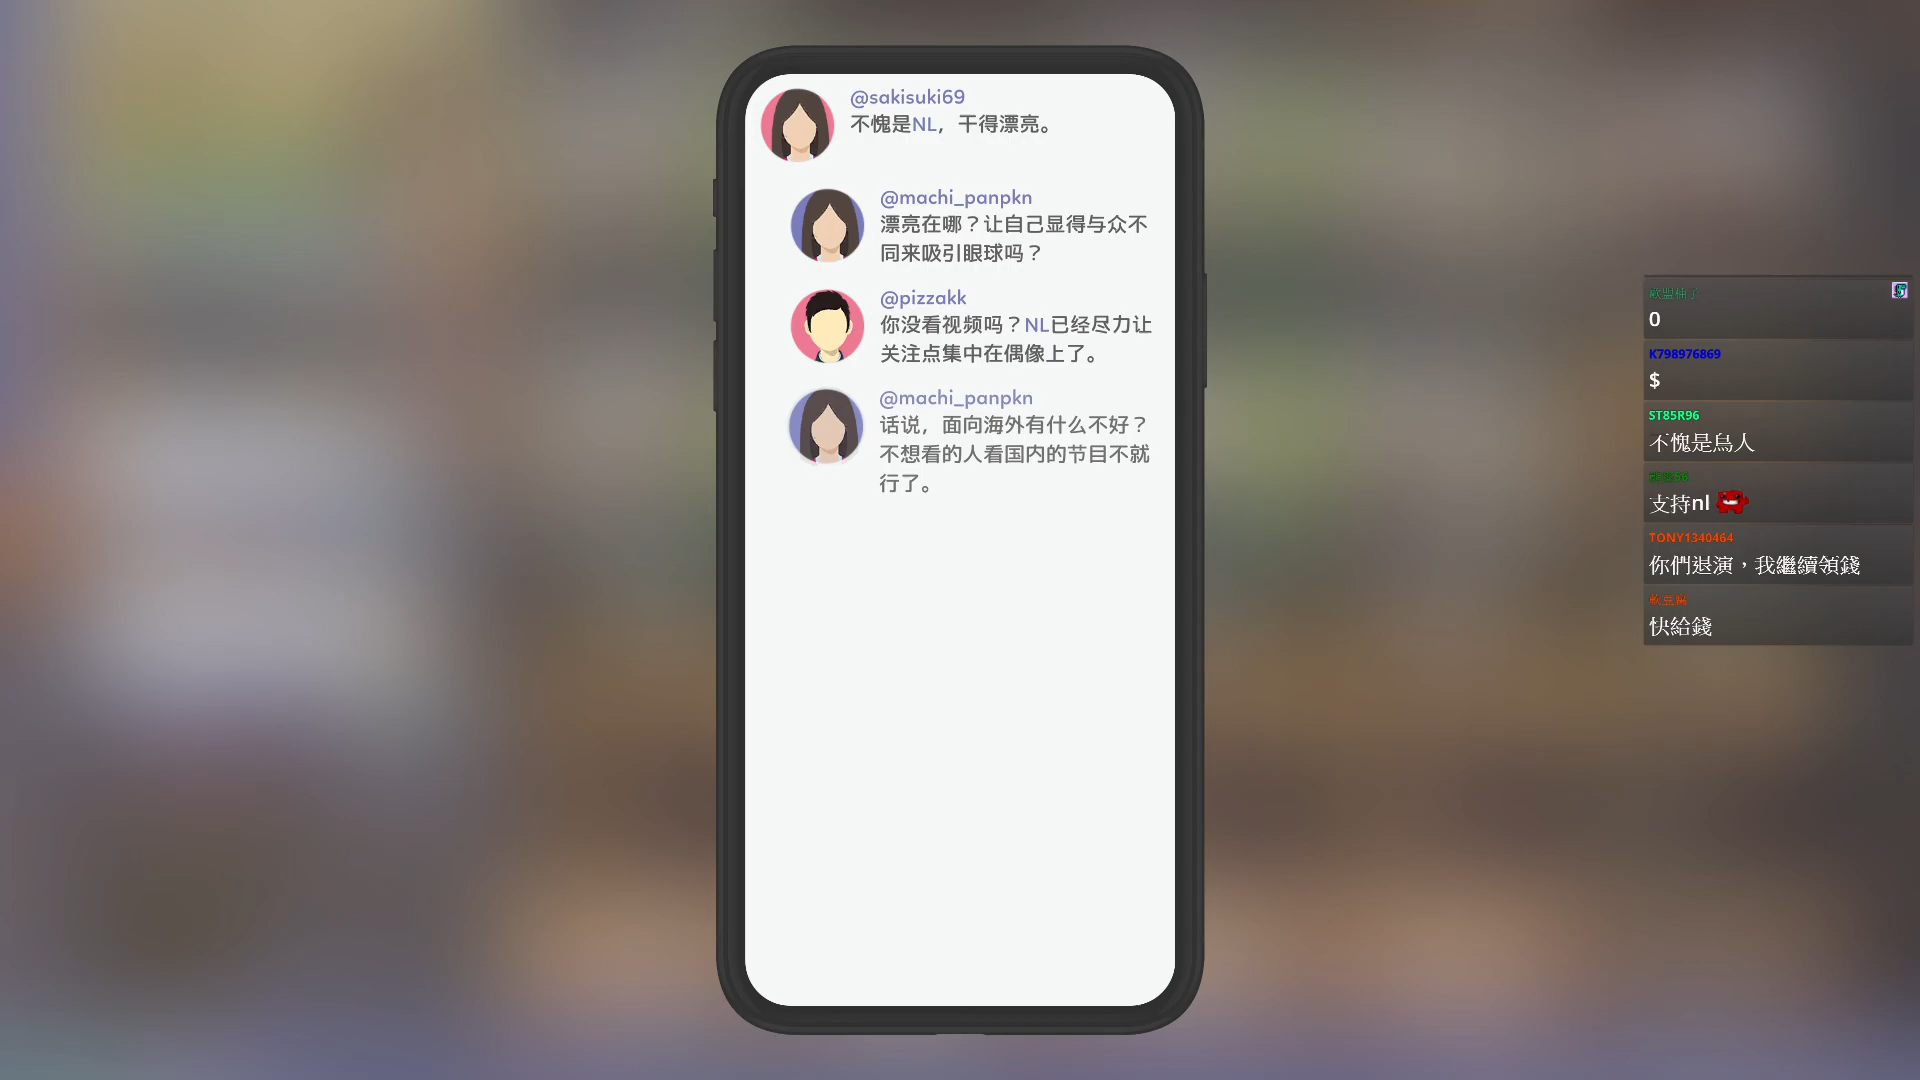 @sakisuki69
不愧是NL，干得漂亮。
@machi_panpkn
漂亮在哪？让自己显得与众不
同来吸引眼球吗？
@pizzakk
你没看视频吗？NL已经尽力让
关注点集中在偶像上了。
@machi_panpkn
话说，面向海外有什么不好？
不想看的人看国内的节目不就
行了。
0
K798976869
$
ST85R96
不愧是鳥人
支持nl
TONY1340464
你們退演，我繼續領錢
軟豆腐
快給錢